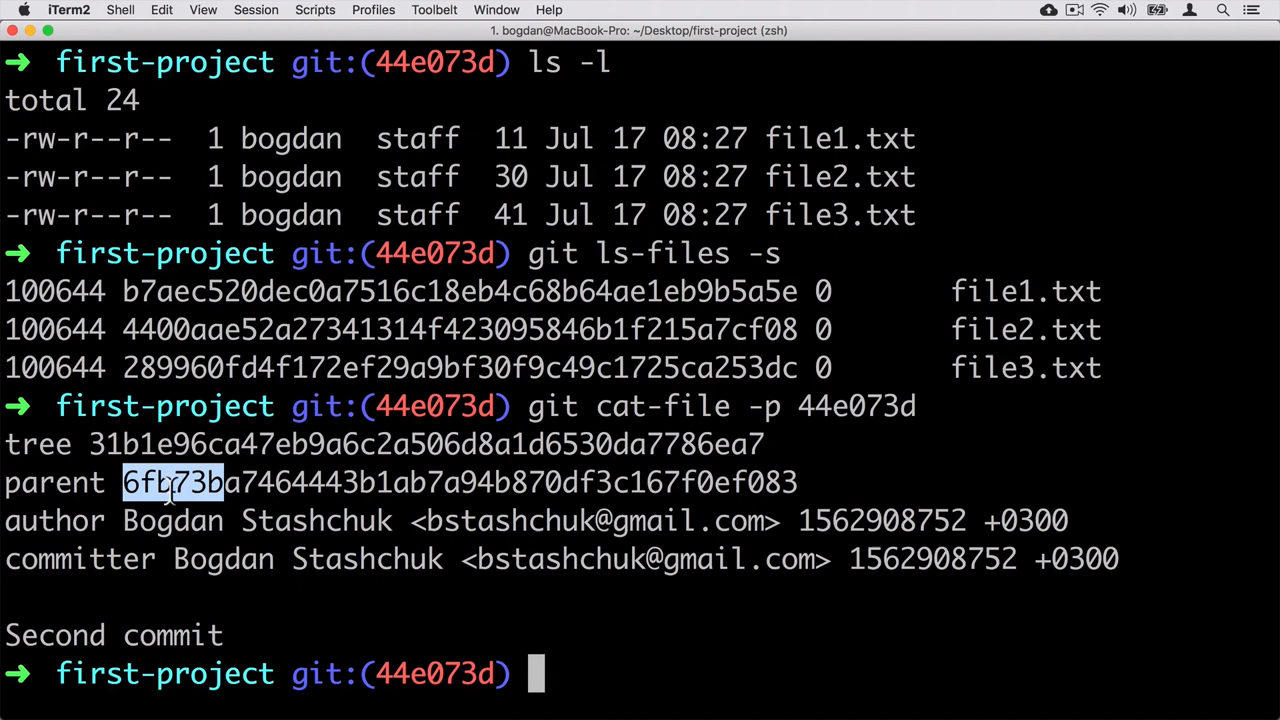 iTerm2 Shell Edit View Session Scripts Profiles Toolbelt Window Help
1. bogdan@MacBook-Pro: ~/Desktop/first-project (zsh)
➜ first-project git:(44e073d) ls -l
total 24
-rw-r--r-- 1 bogdan staff 11 Jul 17 08:27 file1.txt
-rw-r--r-- 1 bogdan staff 30 Jul 17 08:27 file2.txt
-rw-r--r-- 1 bogdan staff 41 Jul 17 08:27 file3.txt
➜ first-project git:(44e073d) git ls-files -s
100644 b7aec520dec0a7516c18eb4c68b64ae1eb9b5a5e 0 file1.txt
100644 4400aae52a27341314f423095846b1f215a7cf08 0 file2.txt
100644 289960fd4f172ef29a9bf30f9c49c1725ca253dc 0 file3.txt
➜ first-project git:(44e073d) git cat-file -p 44e073d
tree 31b1e96ca47eb9a6c2a506d8a1d6530da7786ea7
parent 6fb73ba7464443b1ab7a94b870df3c167f0ef083
author Bogdan Stashchuk <bstashchuk@gmail.com> 1562908752 +0300
committer Bogdan Stashchuk <bstashchuk@gmail.com> 1562908752 +0300
Second commit
➜ first-project git:(44e073d)